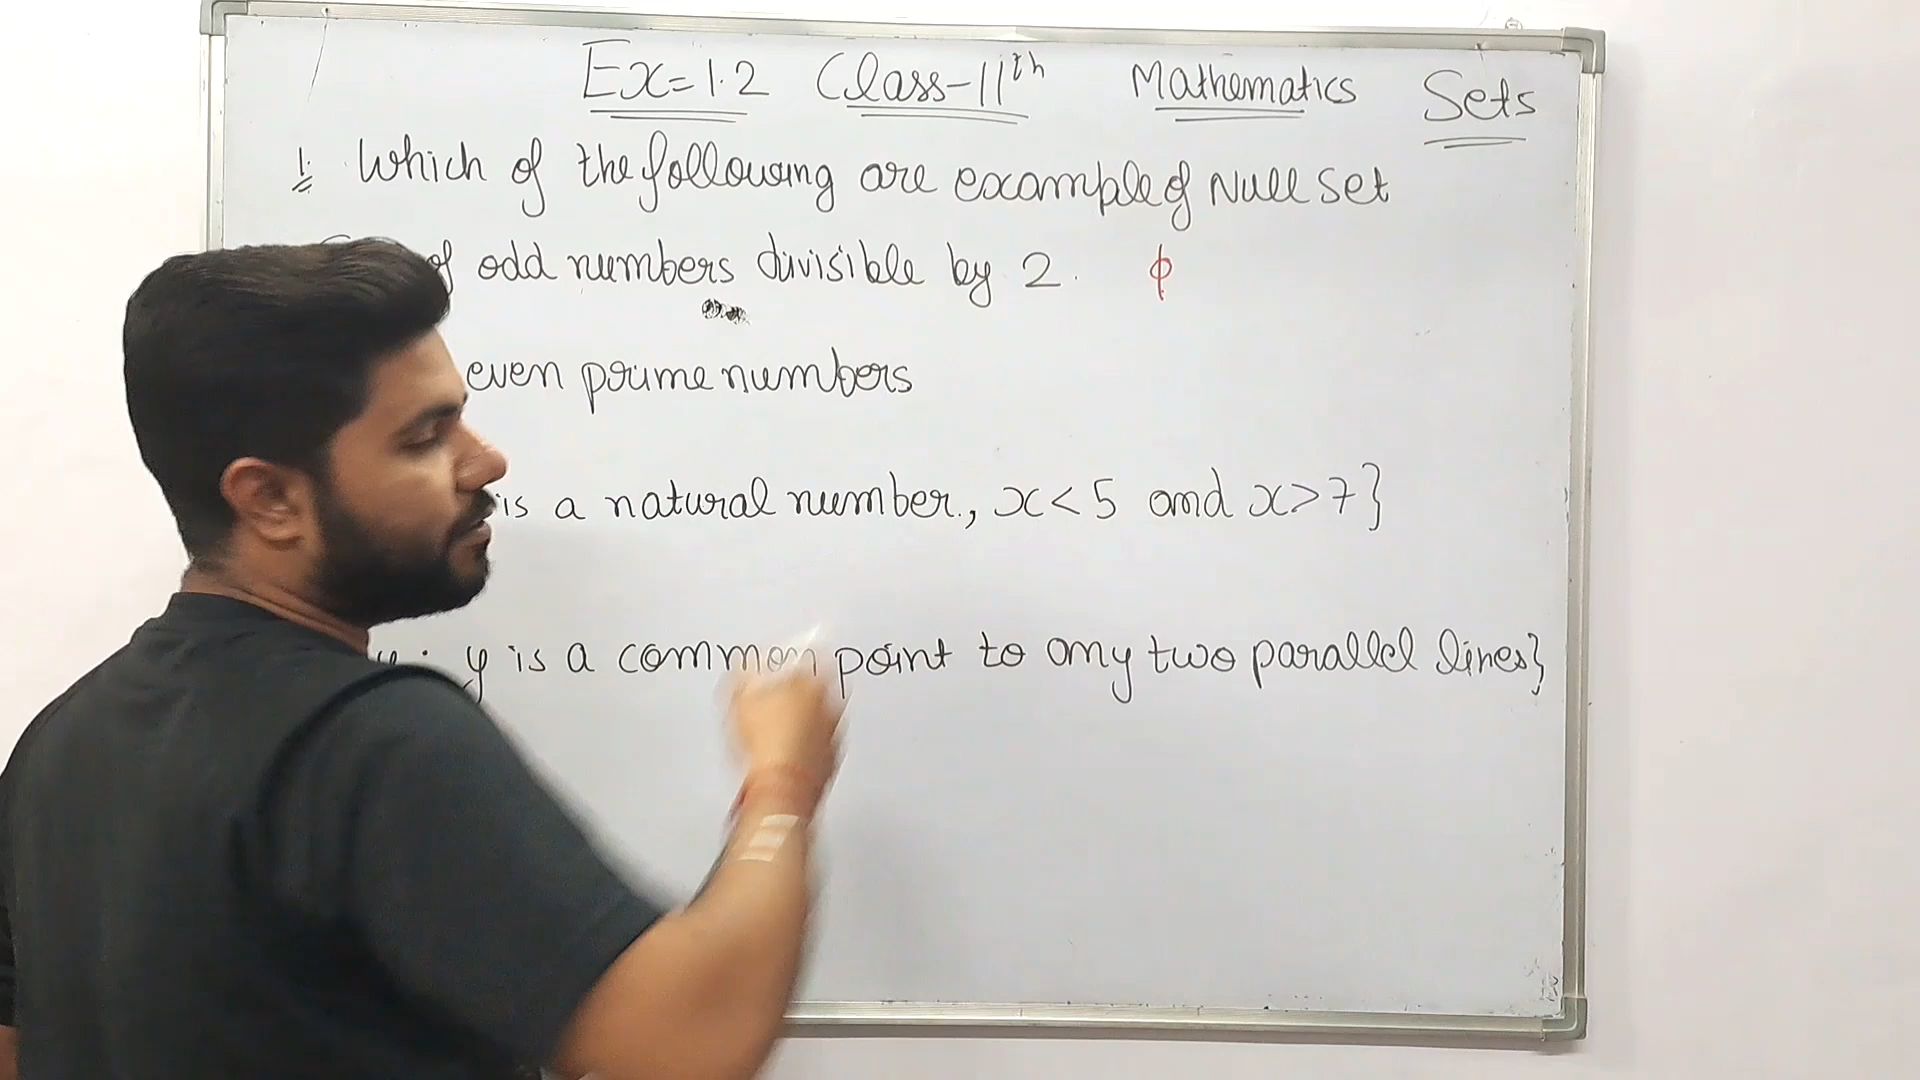 Ex=1.2 Class-11th Mathematics Sets
1. Which of the following are example of Null set
of odd numbers divisible by 2. ϕ
even prime numbers
is a natural number, x<5 and x>7}
y is a common point to any two parallel lines}